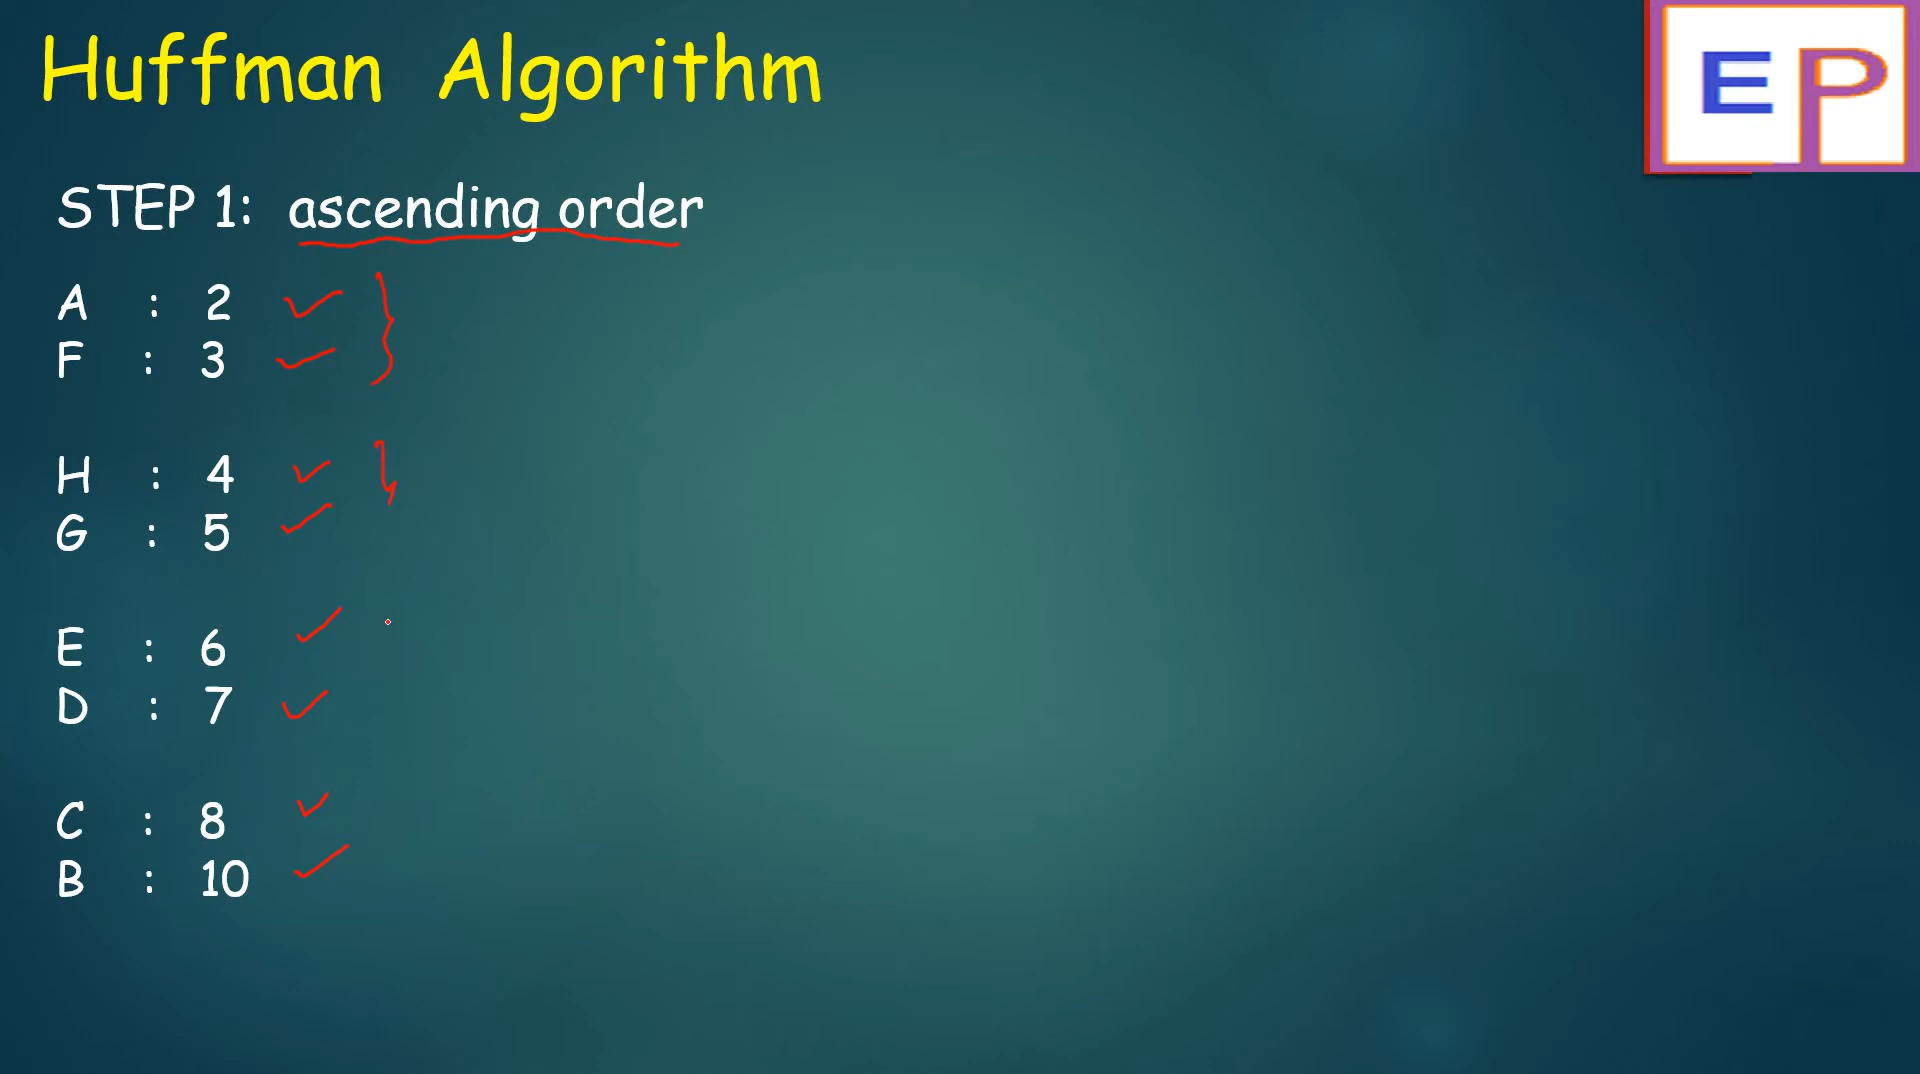 Huffman Algorithm
EP
STEP 1: ascending order
A : 2
F : 3
H : 4
G : 5
E : 6
D : 7
C : 8
B : 10